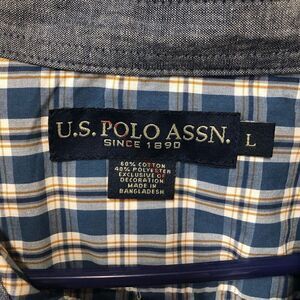 U.S. POLO ASSN.
SINCE 1890
L
60% COTTON
40% POLYESTER
EXCLUSIVE OF
DECORATION
MADE IN
BANGLADESH